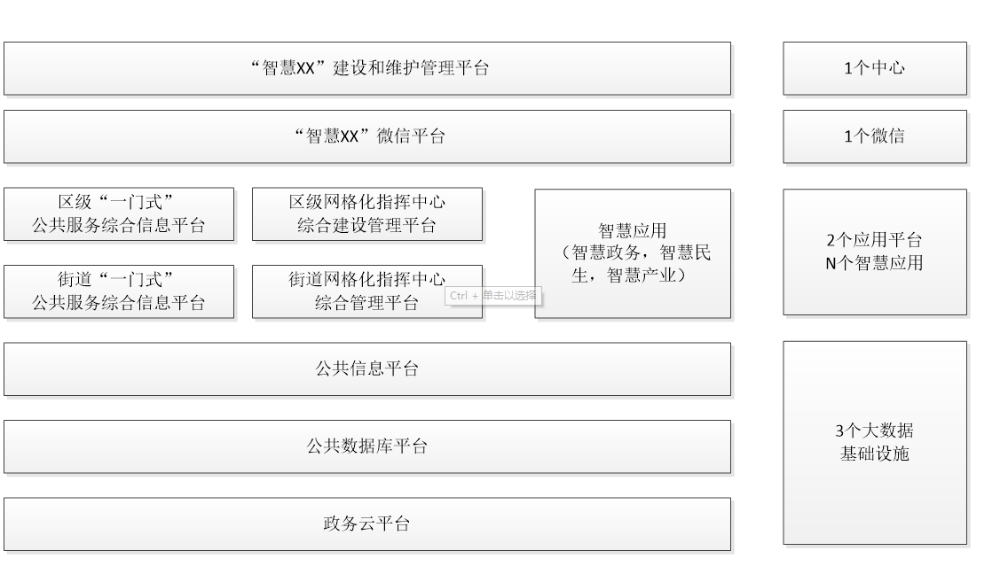 “智慧XX”建设和维护管理平台
1个中心
“智慧XX”微信平台
1个微信
区级“一门式”
公共服务综合信息平台
区级网格化指挥中心
综合建设管理平台
智慧应用
（智慧政务，智慧民
生，智慧产业）
2个应用平台
N个智慧应用
街道“一门式”
公共服务综合信息平台
街道网格化指挥中心
综合管理平台
Ctrl + 单击以选择
公共信息平台
3个大数据
基础设施
公共数据库平台
政务云平台